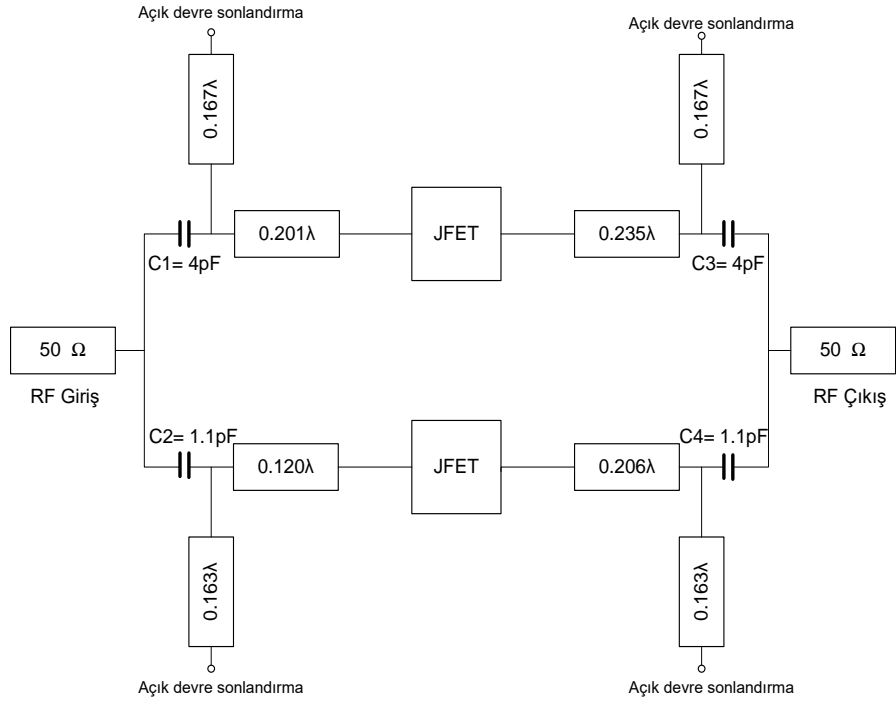 Açık devre sonlandırma
Açık devre sonlandırma
0.167λ
0.167λ
0.201λ
JFET
0.235λ
C1= 4pF
C3= 4pF
50 Ω
50 Ω
RF Giriş
RF Çıkış
C2= 1.1pF
C4= 1.1pF
0.120λ
JFET
0.206λ
0.163λ
0.163λ
Açık devre sonlandırma
Açık devre sonlandırma